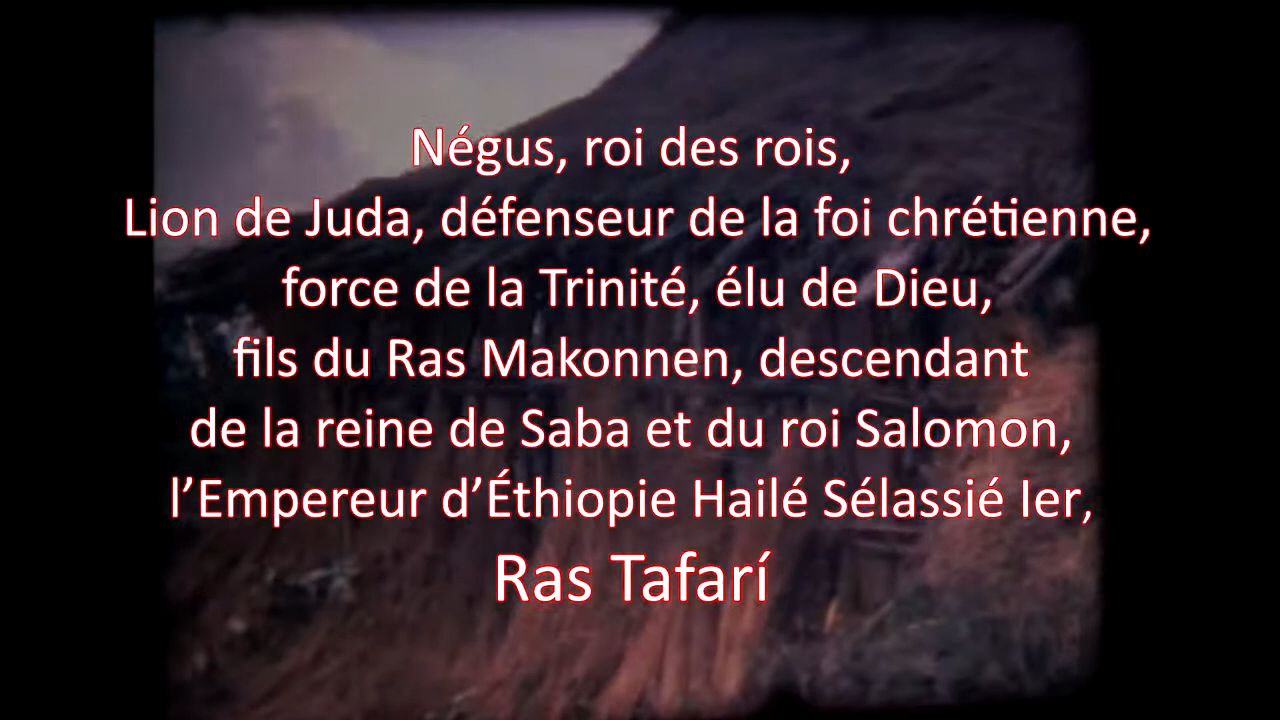 Négus, roi des rois,
Lion de Juda, défenseur de la foi chrétienne,
force de la Trinité, élu de Dieu,
fils du Ras Makonnen, descendant
de la reine de Saba et du roi Salomon,
l’Empereur d’Éthiopie Hailé Sélassié Ier,
Ras Tafarí